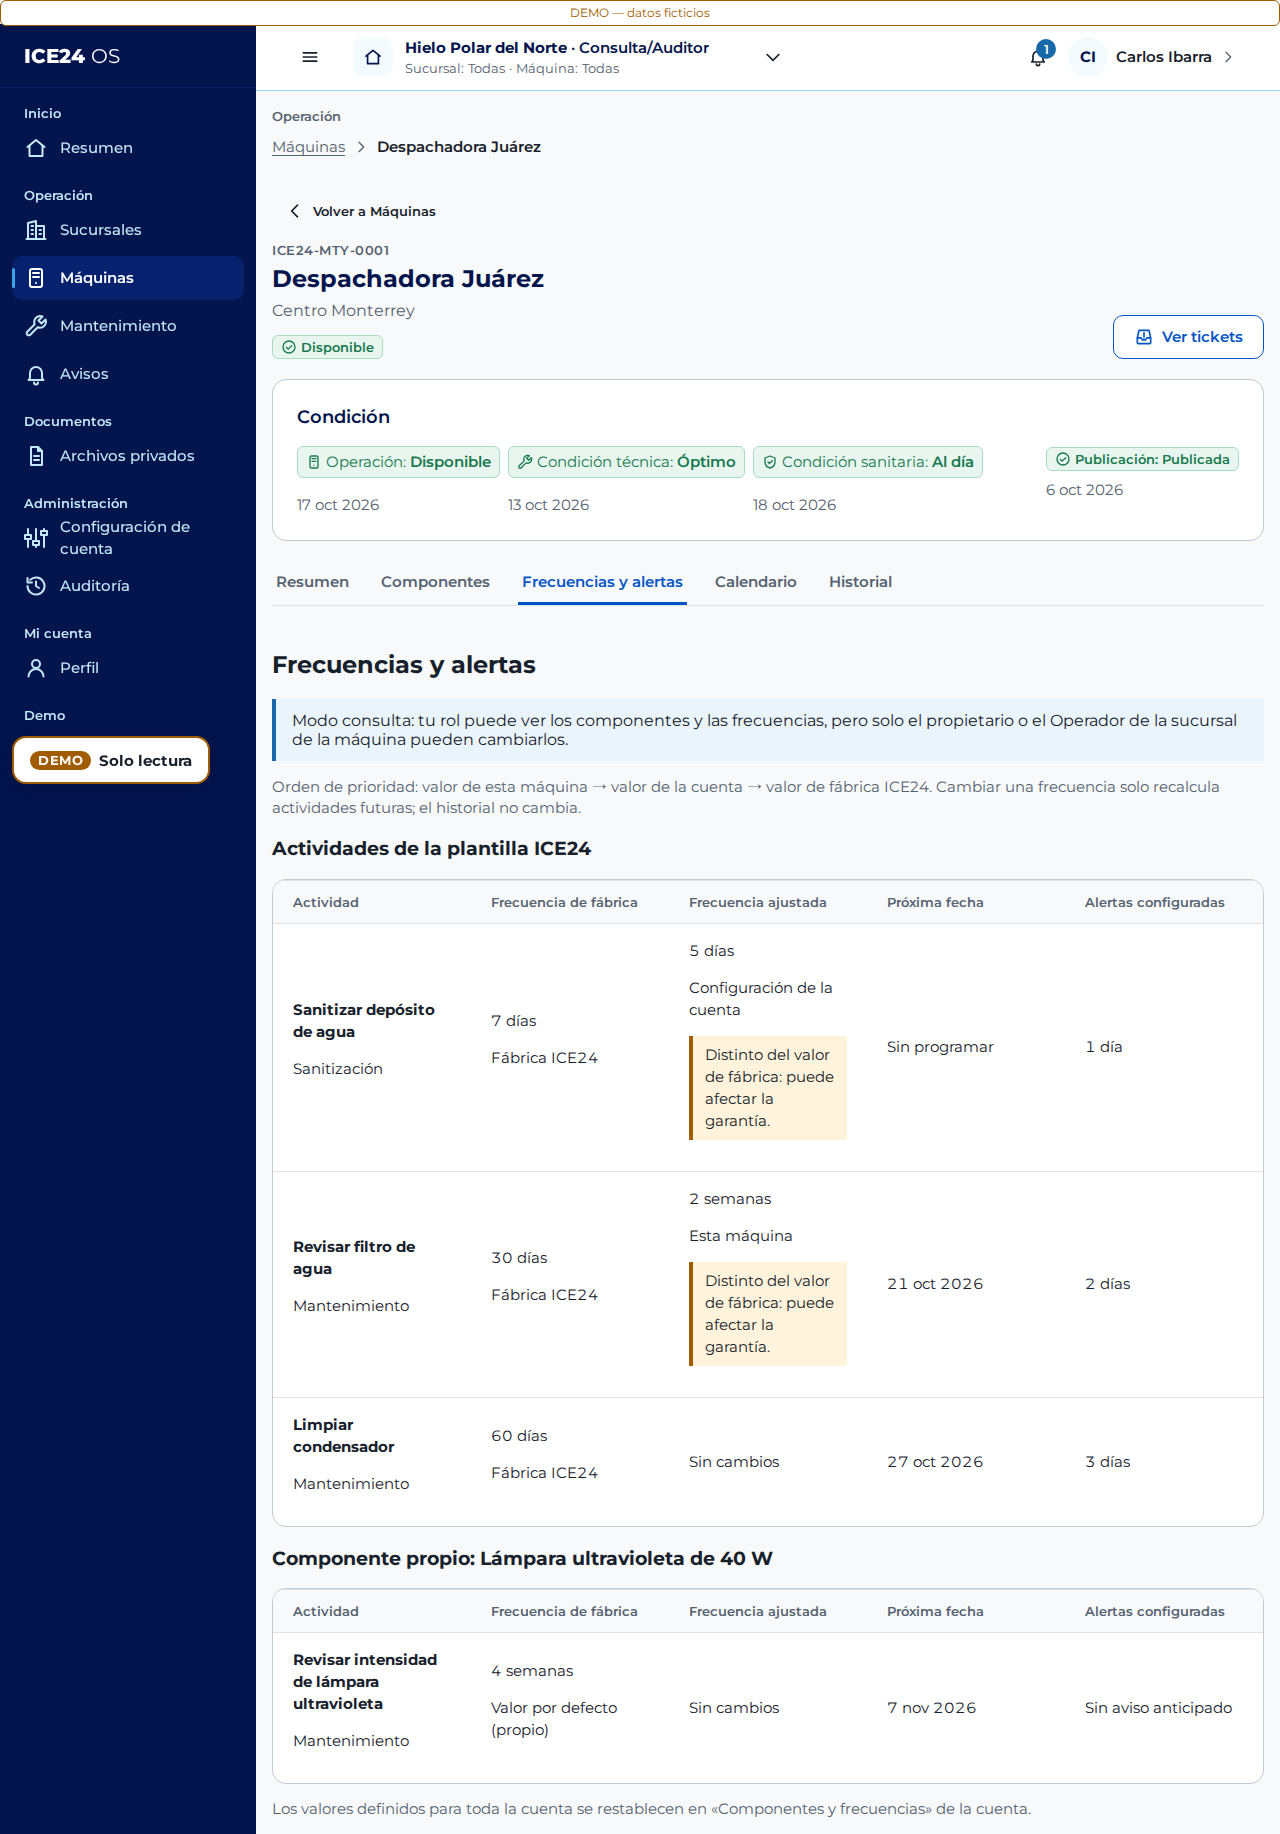 DEMO — datos ficticios
ICE24 OS
Inicio
Resumen
Operación
Sucursales
Máquinas
Mantenimiento
Avisos
Documentos
Archivos privados
Administración
Configuración de
cuenta
Auditoría
Mi cuenta
Perfil
Demo
DEMO Solo lectura
Hielo Polar del Norte · Consulta/Auditor
Sucursal: Todas · Máquina: Todas
1
CI Carlos Ibarra
Operación
Máquinas > Despachadora Juárez
Volver a Máquinas
ICE24-MTY-0001
Despachadora Juárez
Centro Monterrey
Disponible
Ver tickets
Condición
Operación: Disponible
17 oct 2026
Condición técnica: Óptimo
13 oct 2026
Condición sanitaria: Al día
18 oct 2026
Publicación: Publicada
6 oct 2026
Resumen Componentes Frecuencias y alertas Calendario Historial
Frecuencias y alertas
Modo consulta: tu rol puede ver los componentes y las frecuencias, pero solo el propietario o el Operador de la sucursal
de la máquina pueden cambiarlos.
Orden de prioridad: valor de esta máquina → valor de la cuenta → valor de fábrica ICE24. Cambiar una frecuencia solo recalcula
actividades futuras; el historial no cambia.
Actividades de la plantilla ICE24
Actividad Frecuencia de fábrica Frecuencia ajustada Próxima fecha Alertas configuradas
Sanitizar depósito
de agua
Sanitización
7 días
Fábrica ICE24
5 días
Configuración de la
cuenta
Distinto del valor
de fábrica: puede
afectar la
garantía.
Sin programar
1 día
Revisar filtro de
agua
Mantenimiento
30 días
Fábrica ICE24
2 semanas
Esta máquina
Distinto del valor
de fábrica: puede
afectar la
garantía.
21 oct 2026
2 días
Limpiar
condensador
Mantenimiento
60 días
Fábrica ICE24
Sin cambios
27 oct 2026
3 días
Componente propio: Lámpara ultravioleta de 40 W
Actividad Frecuencia de fábrica Frecuencia ajustada Próxima fecha Alertas configuradas
Revisar intensidad
de lámpara
ultravioleta
Mantenimiento
4 semanas
Valor por defecto
(propio)
Sin cambios
7 nov 2026
Sin aviso anticipado
Los valores definidos para toda la cuenta se restablecen en «Componentes y frecuencias» de la cuenta.